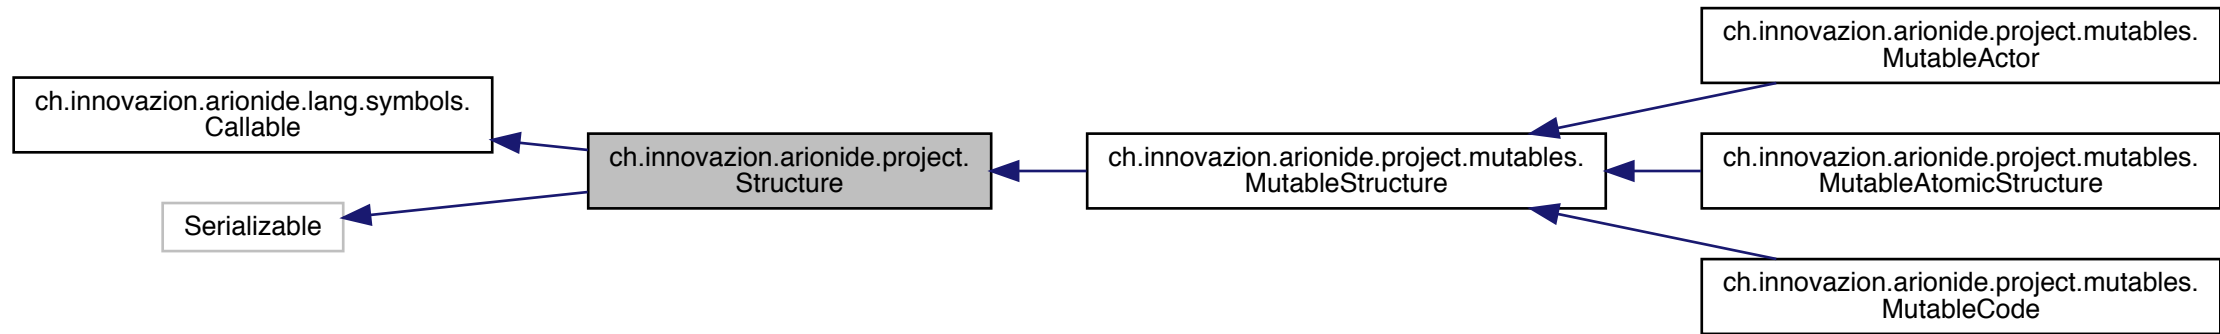 ch.innovazion.arionide.lang.symbols.
Callable
Serializable
ch.innovazion.arionide.project.
Structure
ch.innovazion.arionide.project.mutables.
MutableStructure
ch.innovazion.arionide.project.mutables.
MutableActor
ch.innovazion.arionide.project.mutables.
MutableAtomicStructure
ch.innovazion.arionide.project.mutables.
MutableCode